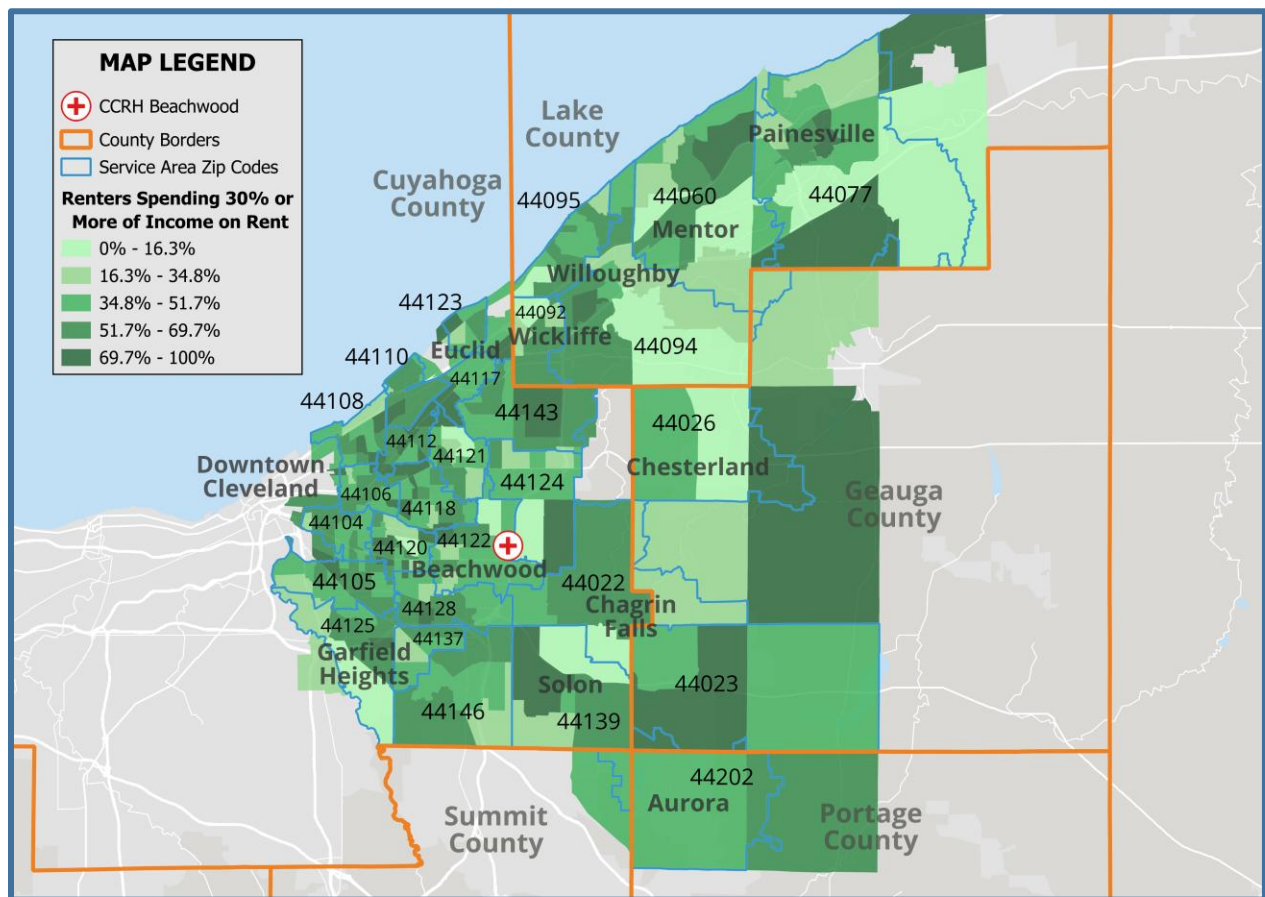 MAP LEGEND
CCRH Beachwood
County Borders
Service Area Zip Codes
Renters Spending 30% or
More of Income on Rent
0% - 16.3%
16.3% - 34.8%
34.8% - 51.7%
51.7% - 69.7%
69.7% - 100%
Lake
County
Cuyahoga
County
Painesville
44095
44060
44077
Mentor
Willoughby
44123
44092
Wickliffe
44094
Euclid
44110
44117
44108
44143
44026
44112
44121
Chesterland
Downtown
Cleveland
44124
44106
Geauga
County
44118
44104
44120
44122
Beachwood
44105
44022
Chagrin
Falls
44128
44125
44137
Garfield
Heights
Solon
44023
44146
44139
44202
Aurora
Summit
County
Portage
County